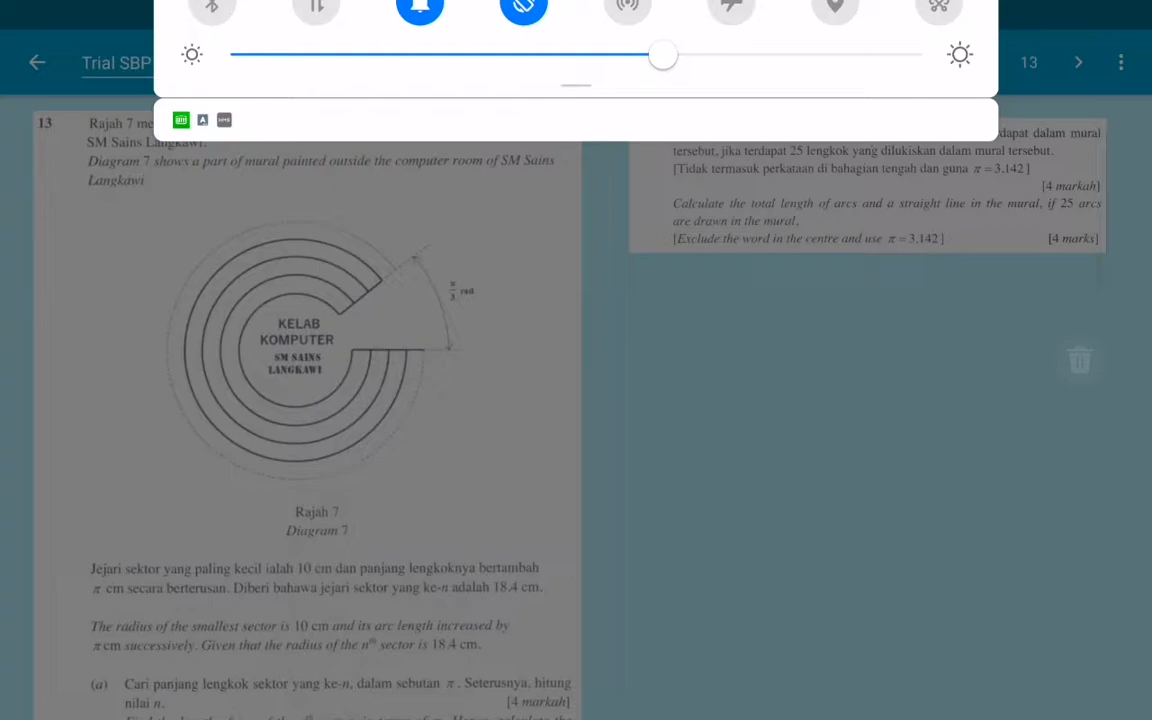 Trial SBP
13
13 Rajah 7 me
SM Sains Langkawi.
Diagram 7 shows a part of mural painted outside the computer room of SM Sains
Langkawi
π/3 rad
KELAB
KOMPUTER
SM SAINS
LANGKAWI
Rajah 7
Diagram 7
Jejari sektor yang paling kecil ialah 10 cm dan panjang lengkoknya bertambah
π cm secara berterusan. Diberi bahawa jejari sektor yang ke-n adalah 18.4 cm.
The radius of the smallest sector is 10 cm and its arc length increased by
π cm successively. Given that the radius of the nth sector is 18.4 cm.
(a) Cari panjang lengkok sektor yang ke-n, dalam sebutan π. Seterusnya, hitung
nilai n. [4 markah]
dapat dalam mural
tersebut, jika terdapat 25 lengkok yang dilukiskan dalam mural tersebut.
[Tidak termasuk perkataan di bahagian tengah dan guna π = 3.142]
[4 markah]
Calculate the total length of arcs and a straight line in the mural, if 25 arcs
are drawn in the mural.
[Exclude the word in the centre and use π = 3.142] [4 marks]